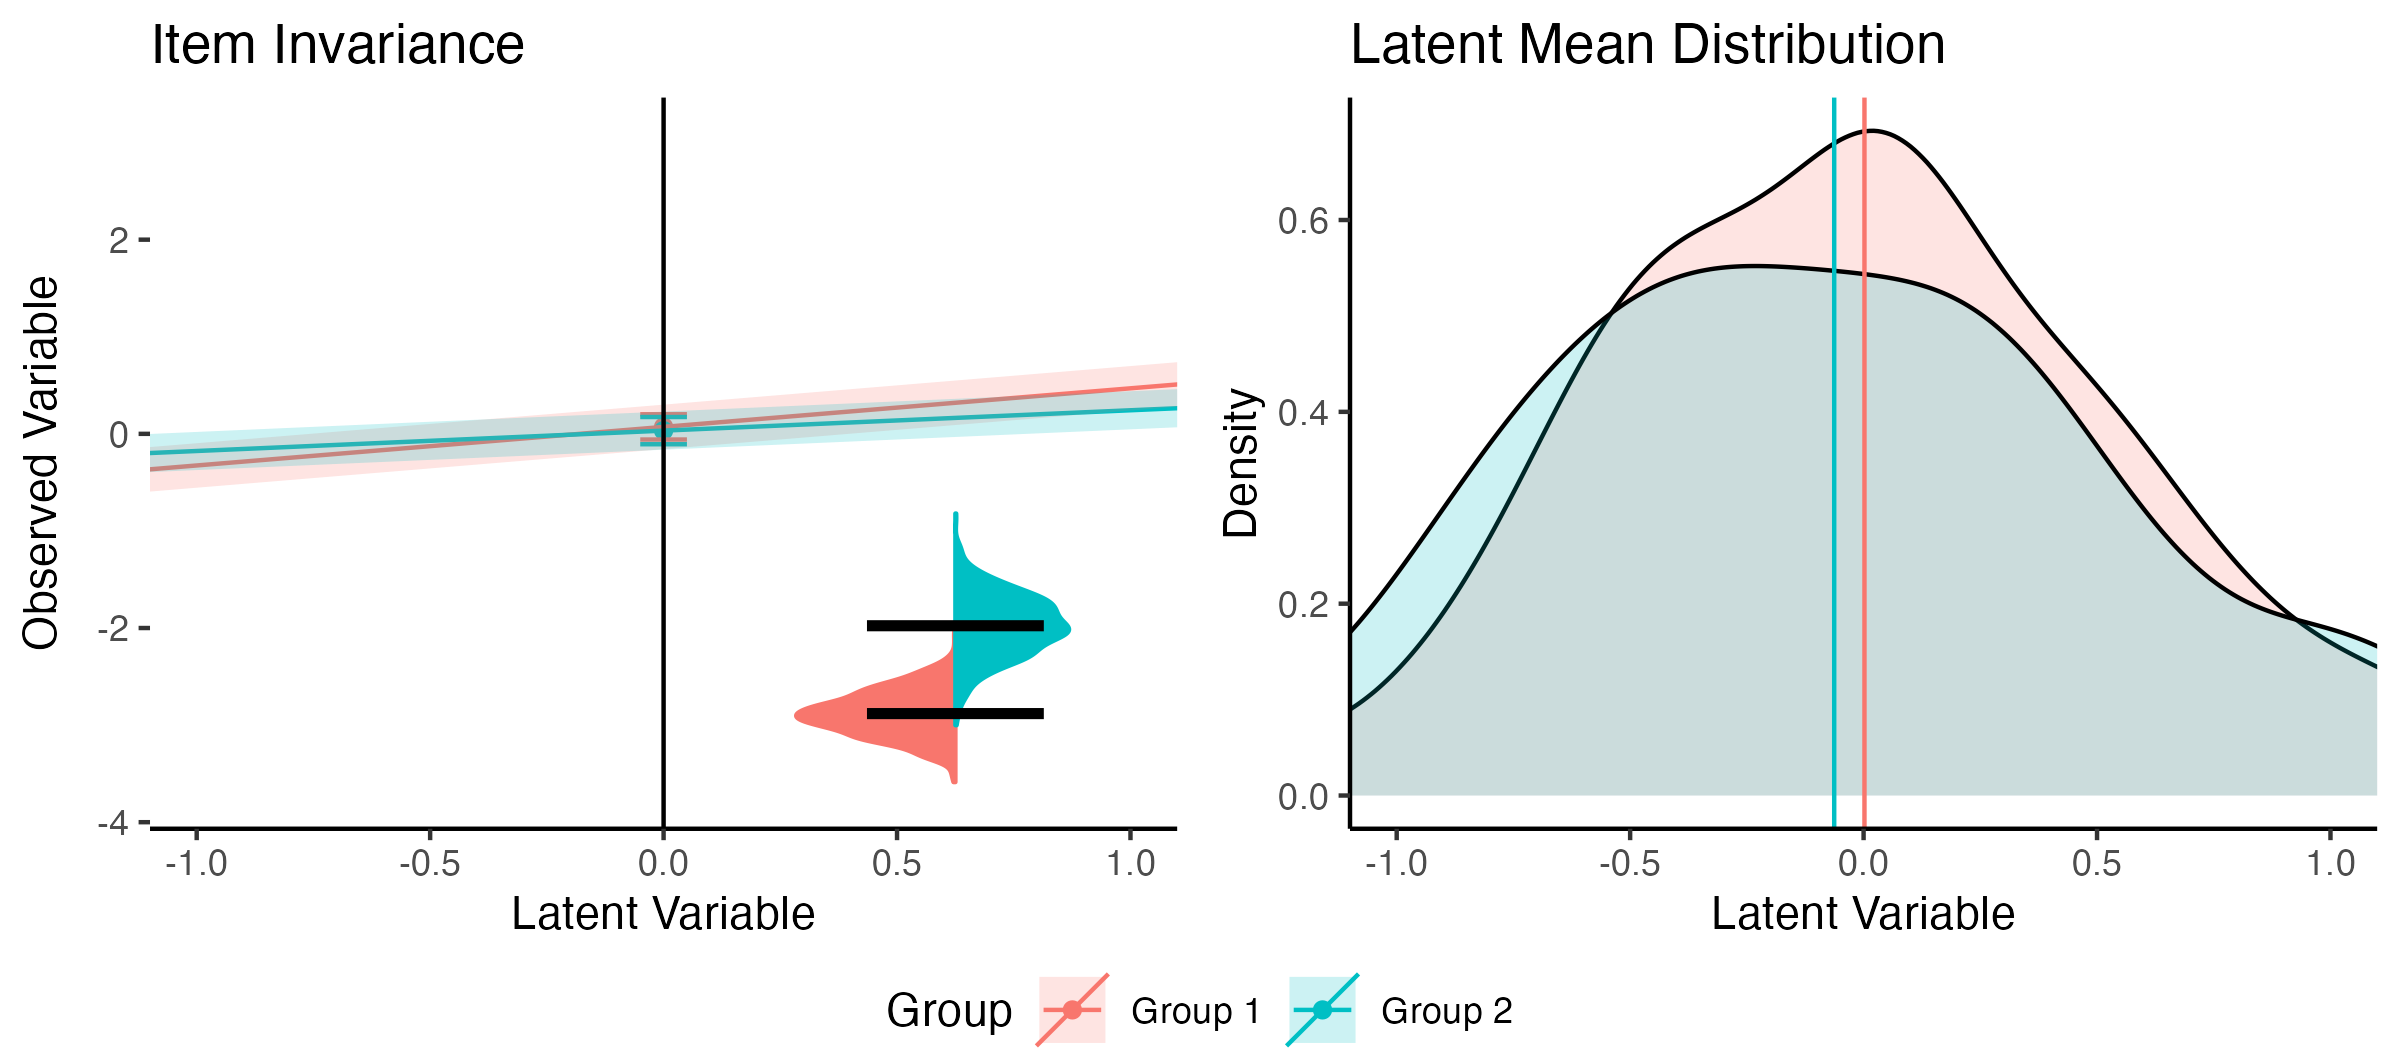 Item Invariance
Observed Variable
2
0
-2
-4
-1.0 -0.5 0.0 0.5 1.0
Latent Variable
Latent Mean Distribution
Density
0.6
0.4
0.2
0.0
-1.0 -0.5 0.0 0.5 1.0
Latent Variable
Group Group 1 Group 2